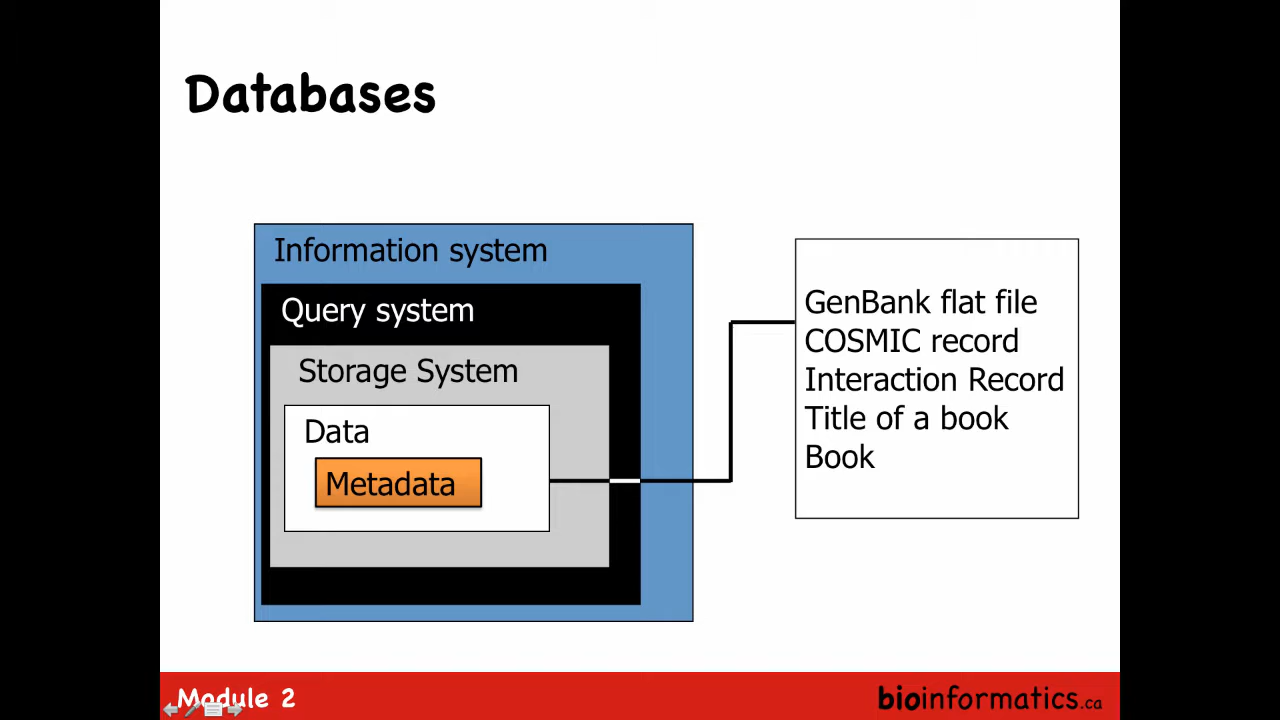 Databases
Information system
Query system
Storage System
Data
Metadata
GenBank flat file
COSMIC record
Interaction Record
Title of a book
Book
Module 2
bioinformatics.ca